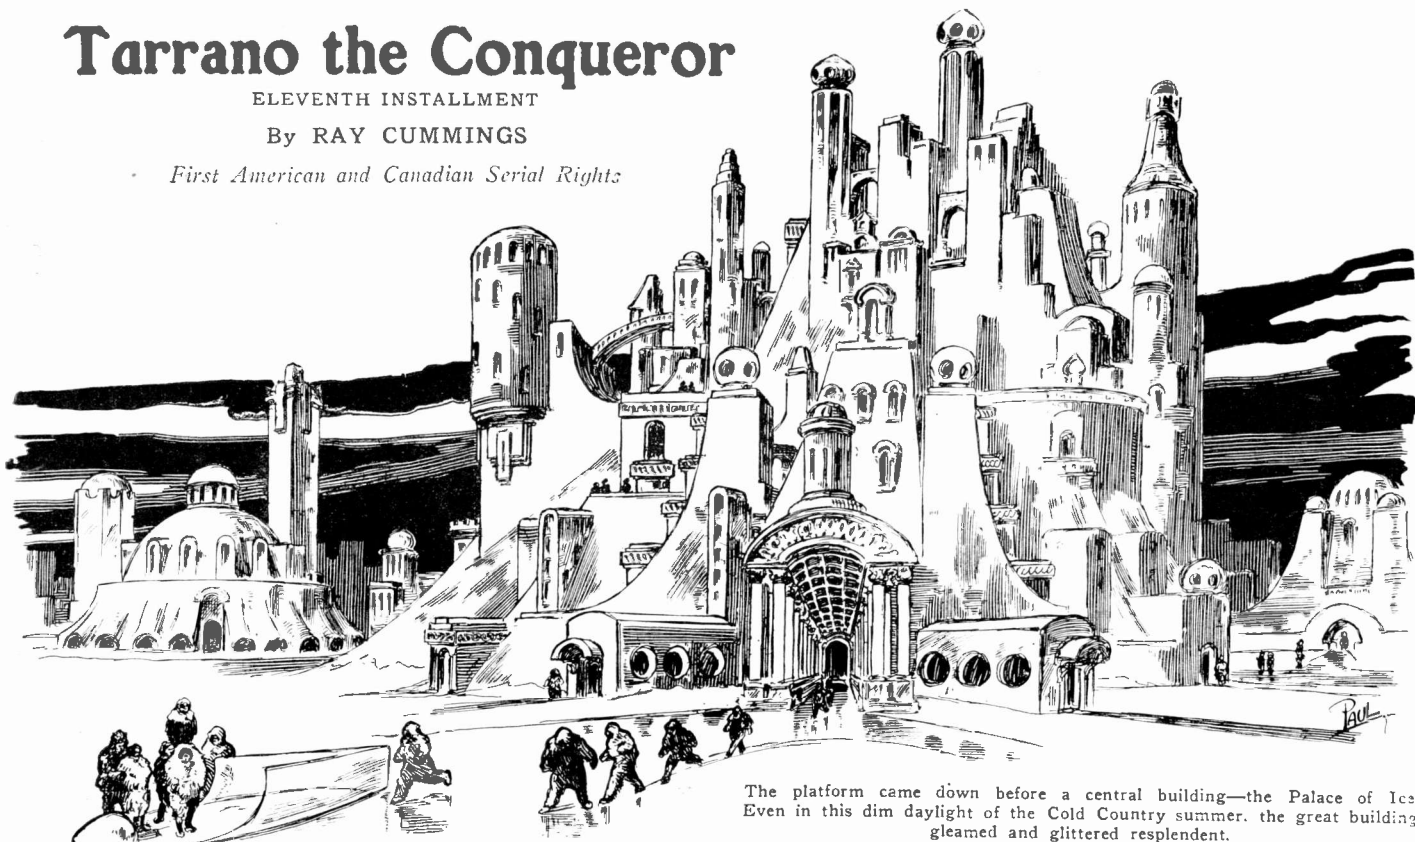 Tarrano the Conqueror
ELEVENTH INSTALLMENT
By RAY CUMMINGS
First American and Canadian Serial Rights
PAUL
The platform came down before a central building—the Palace of Ice
Even in this dim daylight of the Cold Country summer, the great building
gleamed and glittered resplendent.